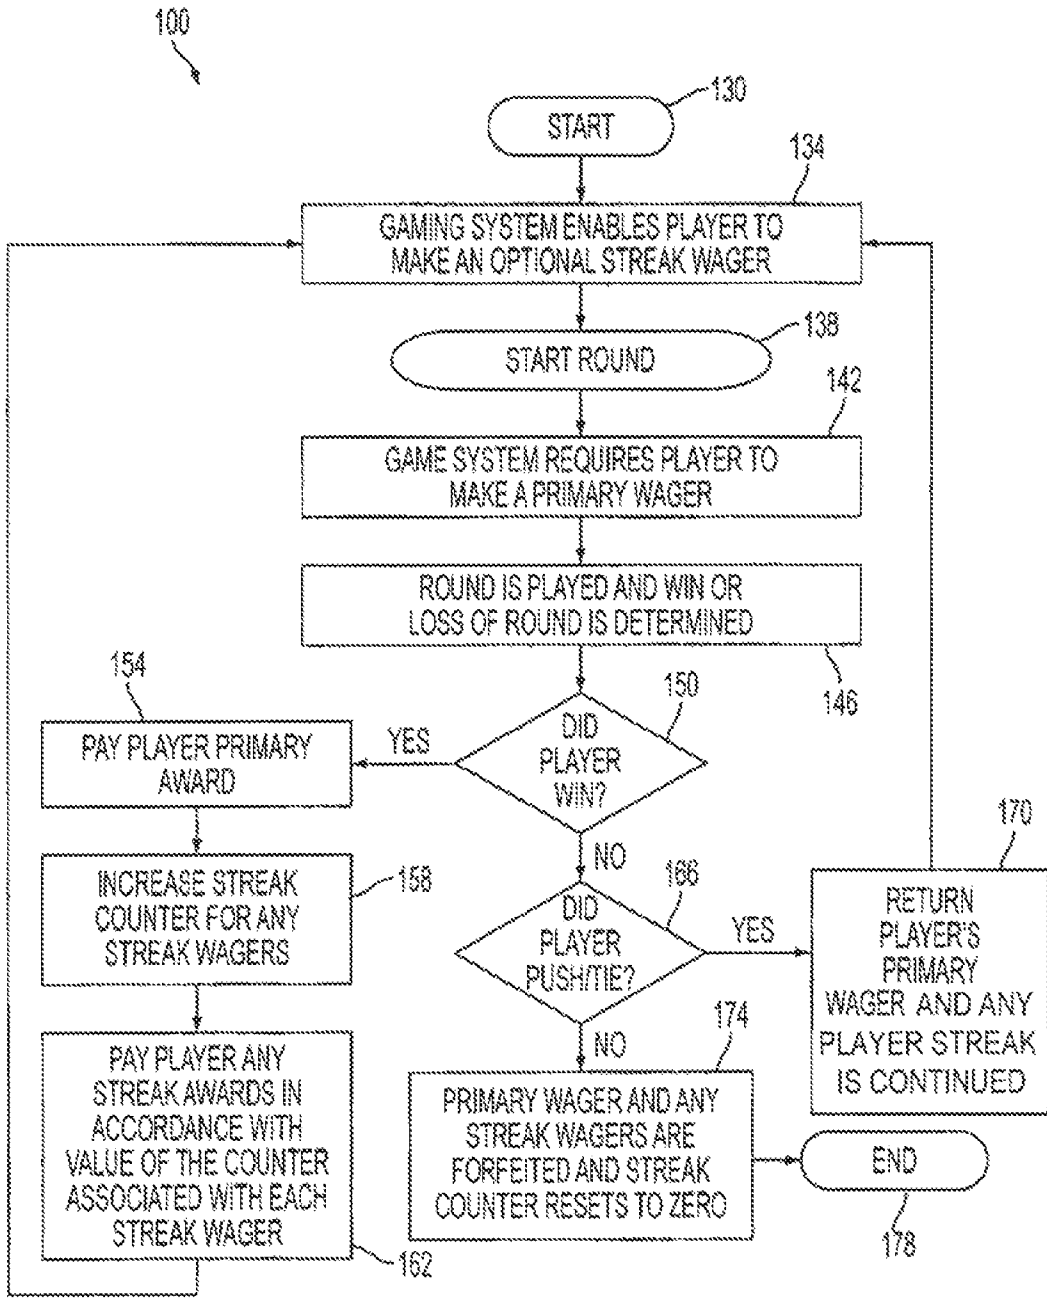 100
130
START
134
GAMING SYSTEM ENABLES PLAYER TO
MAKE AN OPTIONAL STREAK WAGER
138
START ROUND
142
GAME SYSTEM REQUIRES PLAYER TO
MAKE A PRIMARY WAGER
ROUND IS PLAYED AND WIN OR
LOSS OF ROUND IS DETERMINED
146
150
DID
PLAYER
WIN?
YES
154
PAY PLAYER PRIMARY
AWARD
INCREASE STREAK
COUNTER FOR ANY
STREAK WAGERS
158
PAY PLAYER ANY
STREAK AWARDS IN
ACCORDANCE WITH
VALUE OF THE COUNTER
ASSOCIATED WITH EACH
STREAK WAGER
162
NO
166
DID
PLAYER
PUSH/TIE?
YES
170
RETURN
PLAYER'S
PRIMARY
WAGER AND ANY
PLAYER STREAK
IS CONTINUED
NO
174
PRIMARY WAGER AND ANY
STREAK WAGERS ARE
FORFEITED AND STREAK
COUNTER RESETS TO ZERO
END
178